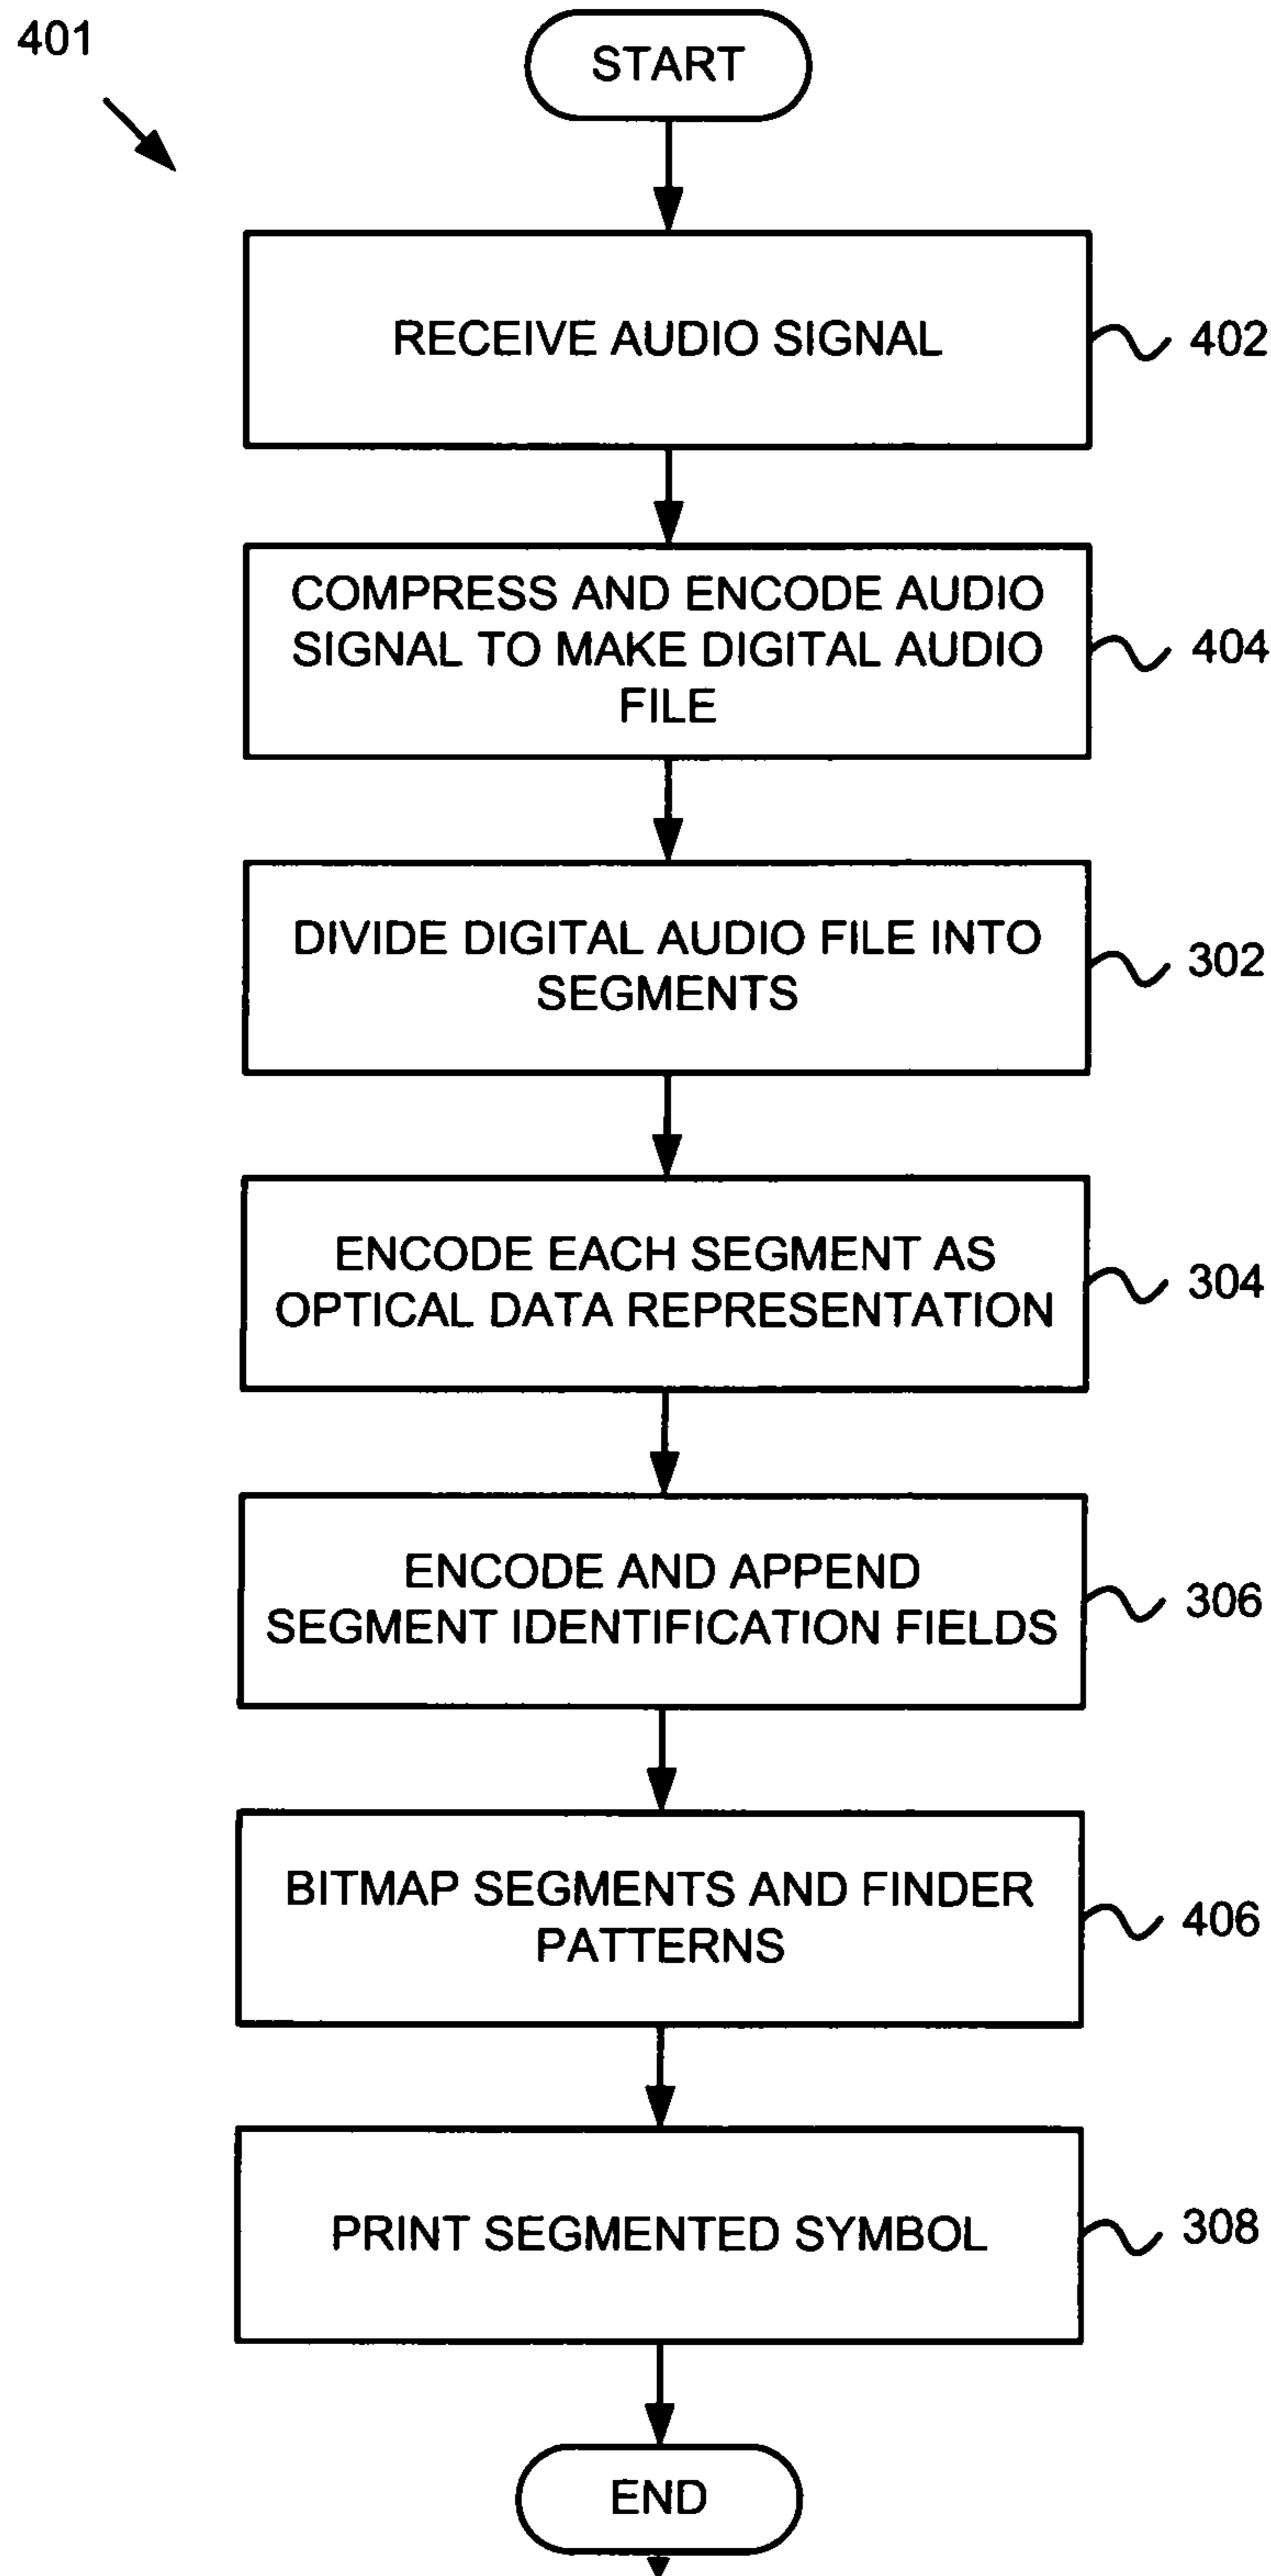 401
START
RECEIVE AUDIO SIGNAL
402
COMPRESS AND ENCODE AUDIO
SIGNAL TO MAKE DIGITAL AUDIO
FILE
404
DIVIDE DIGITAL AUDIO FILE INTO
SEGMENTS
302
ENCODE EACH SEGMENT AS
OPTICAL DATA REPRESENTATION
304
ENCODE AND APPEND
SEGMENT IDENTIFICATION FIELDS
306
BITMAP SEGMENTS AND FINDER
PATTERNS
406
PRINT SEGMENTED SYMBOL
308
END